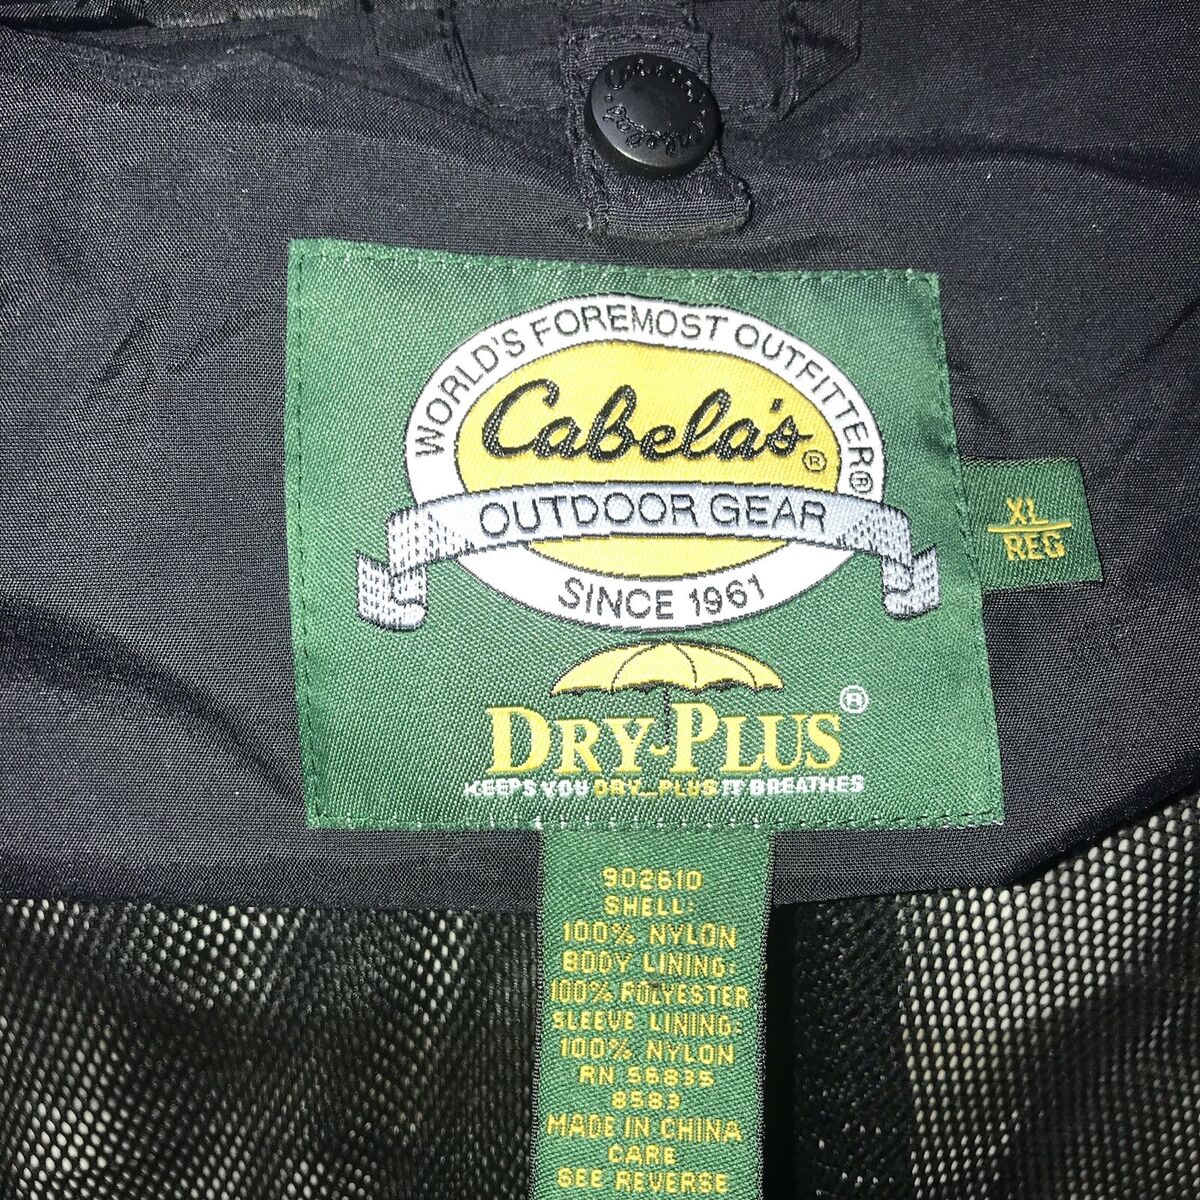 Cabela's
Cabela's
WORLD'S FOREMOST OUTFITTER®
Cabela's®
OUTDOOR GEAR
SINCE 1961
XL
REG
DRY-PLUS®
KEEPS YOU DRY_PLUS IT BREATHES
902610
SHELL:
100% NYLON
BODY LINING:
100% POLYESTER
SLEEVE LINING:
100% NYLON
RN 56835
8583
MADE IN CHINA
CARE
SEE REVERSE